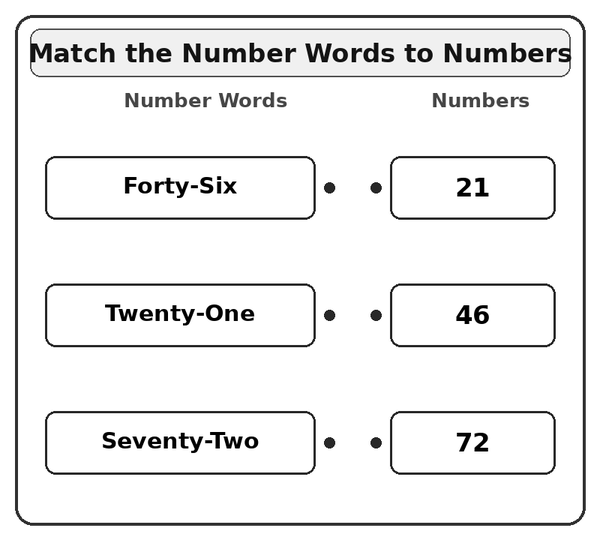 Match the Number Words to Numbers
Number Words Numbers
Forty-Six 21
Twenty-One 46
Seventy-Two 72